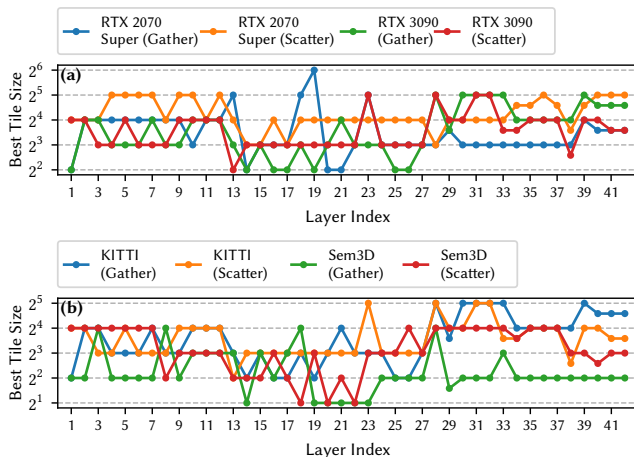 RTX 2070 Super (Gather)
RTX 2070 Super (Scatter)
RTX 3090 (Gather)
RTX 3090 (Scatter)
(a)
Best Tile Size
2^6
2^5
2^4
2^3
2^2
1 3 5 7 9 11 13 15 17 19 21 23 25 27 29 31 33 35 37 39 41
Layer Index
KITTI (Gather)
KITTI (Scatter)
Sem3D (Gather)
Sem3D (Scatter)
(b)
Best Tile Size
2^5
2^4
2^3
2^2
2^1
1 3 5 7 9 11 13 15 17 19 21 23 25 27 29 31 33 35 37 39 41
Layer Index